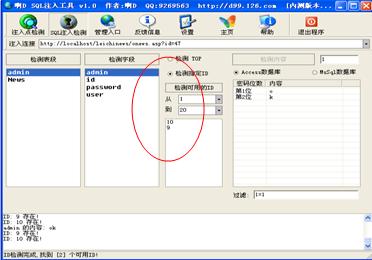 啊D SQL注入工具 v1.0 作者:啊D QQ:9269563 http://d99.126.com [内测版本...
注入点检测 SQL注入检测 管理入口 反馈信息 设置 主页 帮助 退出程序
注入连接 http://localhost/leichinews/onews.asp?id=47
检测表段 检测字段 检测 TOP 检测内容 1
admin admin 检测指定ID Access数据库 MySql数据库
News id 检测可用的ID 密码位数 内容
password 从 1 第1位 o
user 到 20 第2位 k
10
9
过滤: 1=1
ID: 9 存在!
ID: 10 存在!
admin 的内容: ok
ID: 9 存在!
ID: 10 存在!
ID检测完成,找到 [2] 个可用ID!